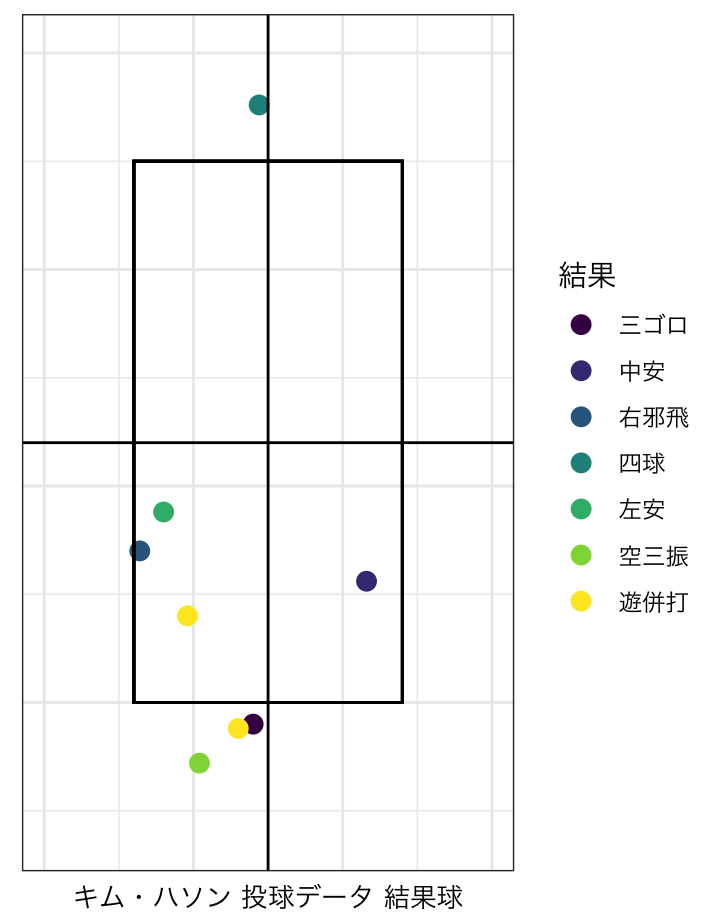 結果
三ゴロ
中安
右邪飛
四球
左安
空三振
遊併打
キム・ハソン 投球データ 結果球